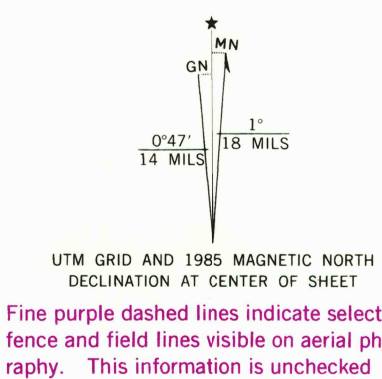 ★
MN
GN
0°47'
14 MILS
1°
18 MILS
UTM GRID AND 1985 MAGNETIC NORTH
DECLINATION AT CENTER OF SHEET
Fine purple dashed lines indicate select
fence and field lines visible on aerial ph
raphy. This information is unchecked